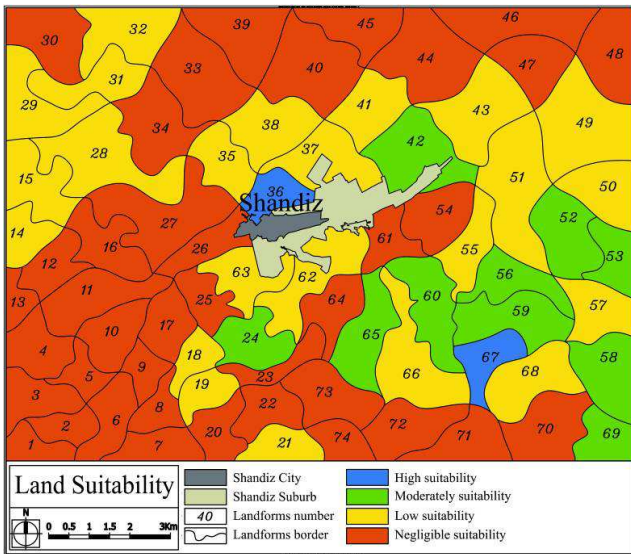 30 32 39 45 46
31 33 40 44 47 48
29 34 38 41 43 49
28 35 37 42
15 36 51 50
Shandiz
14 27 26 54 52
12 16 61 55 53
13 11 25 63 62 64 60 56
10 17 24 65 59 57
4 18 67 58
5 9 19 23 66 68
3 8 22 73
2 6 20 72 70 69
1 7 21 74 71
Land Suitability
N
0 0.5 1 1.5 2 3Km
Shandiz City
Shandiz Suburb
40 Landforms number
Landforms border
High suitability
Moderately suitability
Low suitability
Negligible suitability